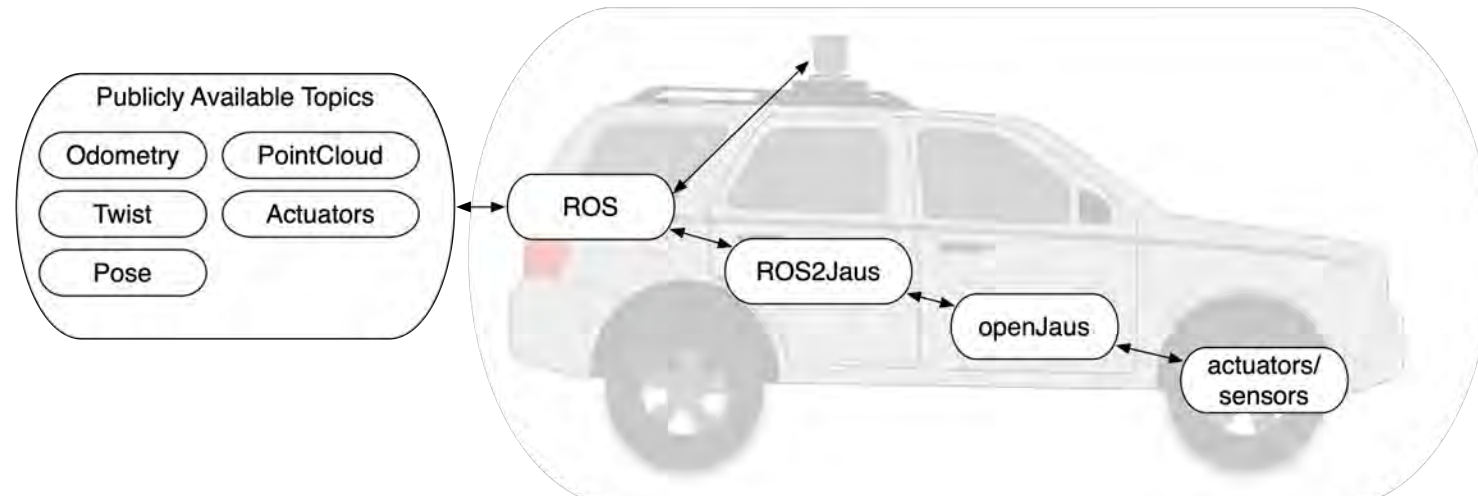 Publicly Available Topics
Odometry
PointCloud
Twist
Actuators
Pose
ROS
ROS2Jaus
openJaus
actuators/
sensors